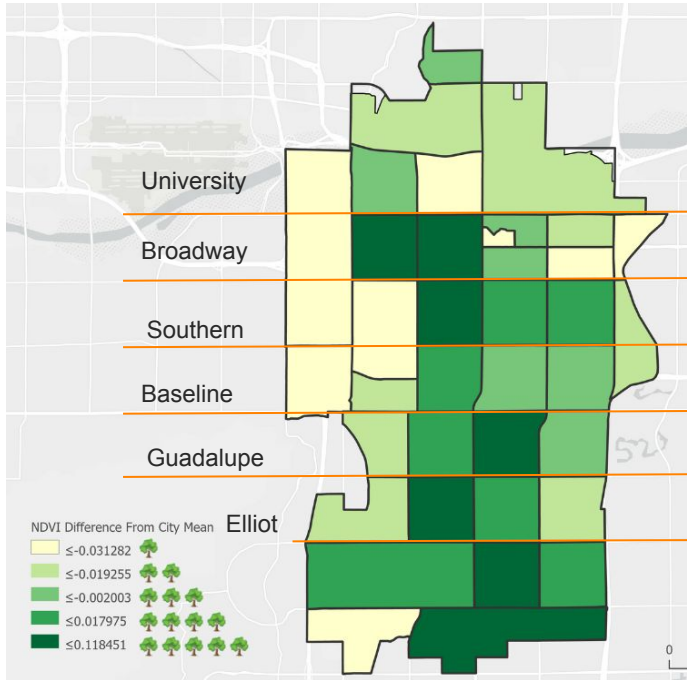 University
Broadway
Southern
Baseline
Guadalupe
Elliot
NDVI Difference From City Mean
≤-0.031282
≤-0.019255
≤-0.002003
≤0.017975
≤0.118451
0